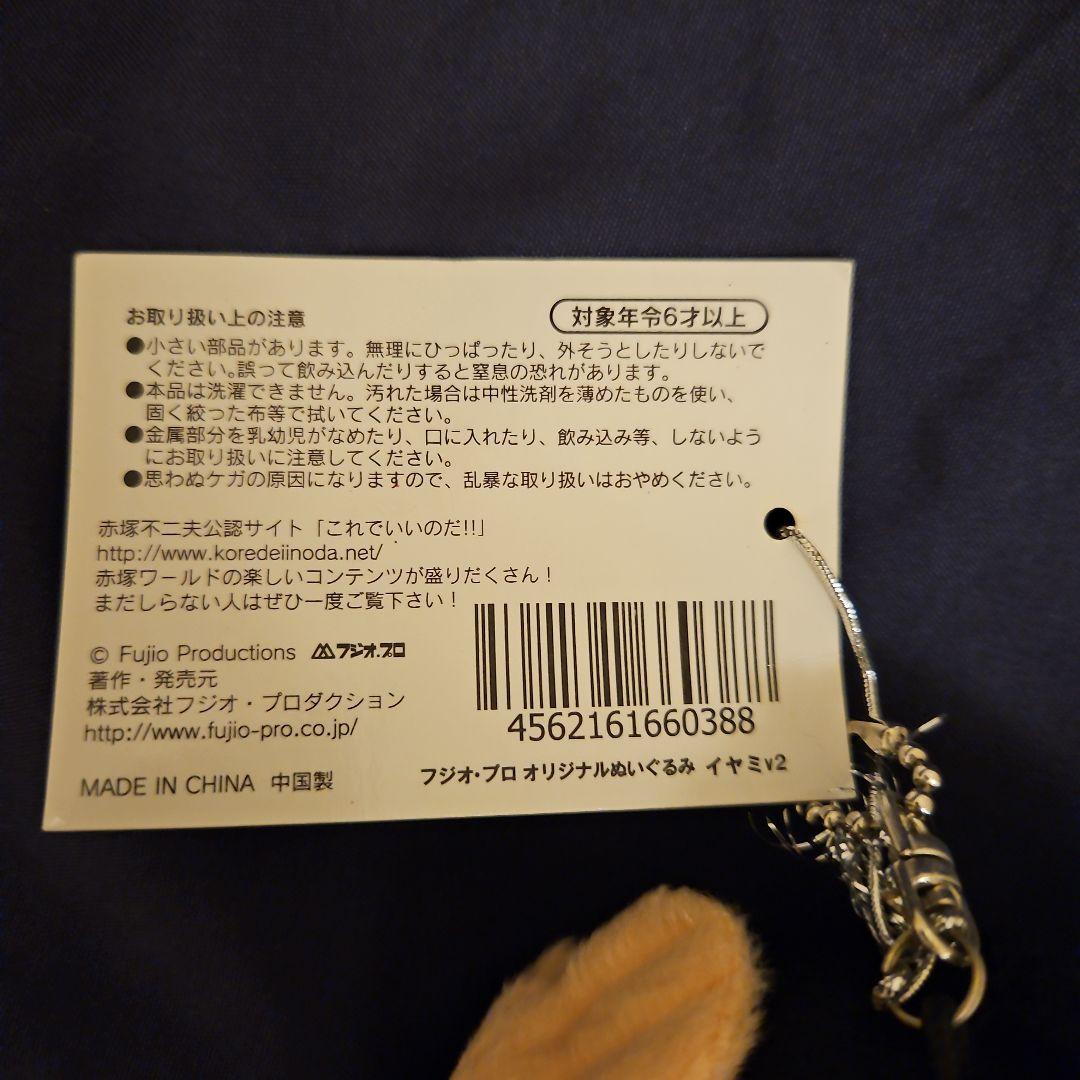 お取り扱い上の注意
対象年令6才以上
●小さい部品があります。無理にひっぱったり、外そうとしたりしないで
ください。誤って飲み込んだりすると窒息の恐れがあります。
●本品は洗濯できません。汚れた場合は中性洗剤を薄めたものを使い、
固く絞った布等で拭いてください。
●金属部分を乳幼児がなめたり、口に入れたり、飲み込み等、しないよう
にお取り扱いに注意してください。
●思わぬケガの原因になりますので、乱暴な取り扱いはおやめください。
赤塚不二夫公認サイト「これでいいのだ!!」
http://www.koredeiinoda.net/
赤塚ワールドの楽しいコンテンツが盛りだくさん！
まだしらない人はぜひ一度ご覧下さい！
© Fujio Productions フジオ.プロ
著作・発売元
株式会社フジオ・プロダクション
http://www.fujio-pro.co.jp/
MADE IN CHINA 中国製
4562161660388
フジオ・プロ オリジナルぬいぐるみ イヤミv2